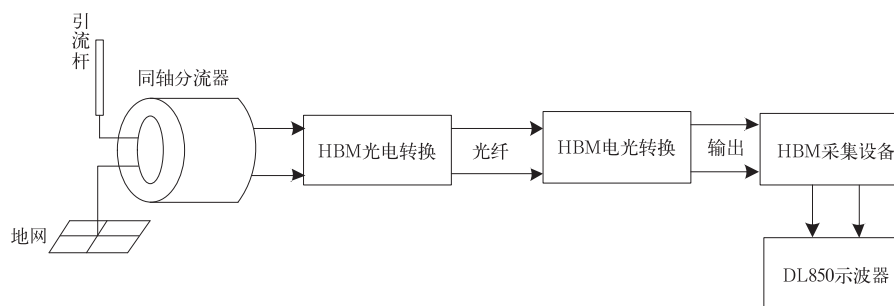 引流杆
同轴分流器
HBM光电转换
光纤
HBM电光转换
输出
HBM采集设备
地网
DL850示波器